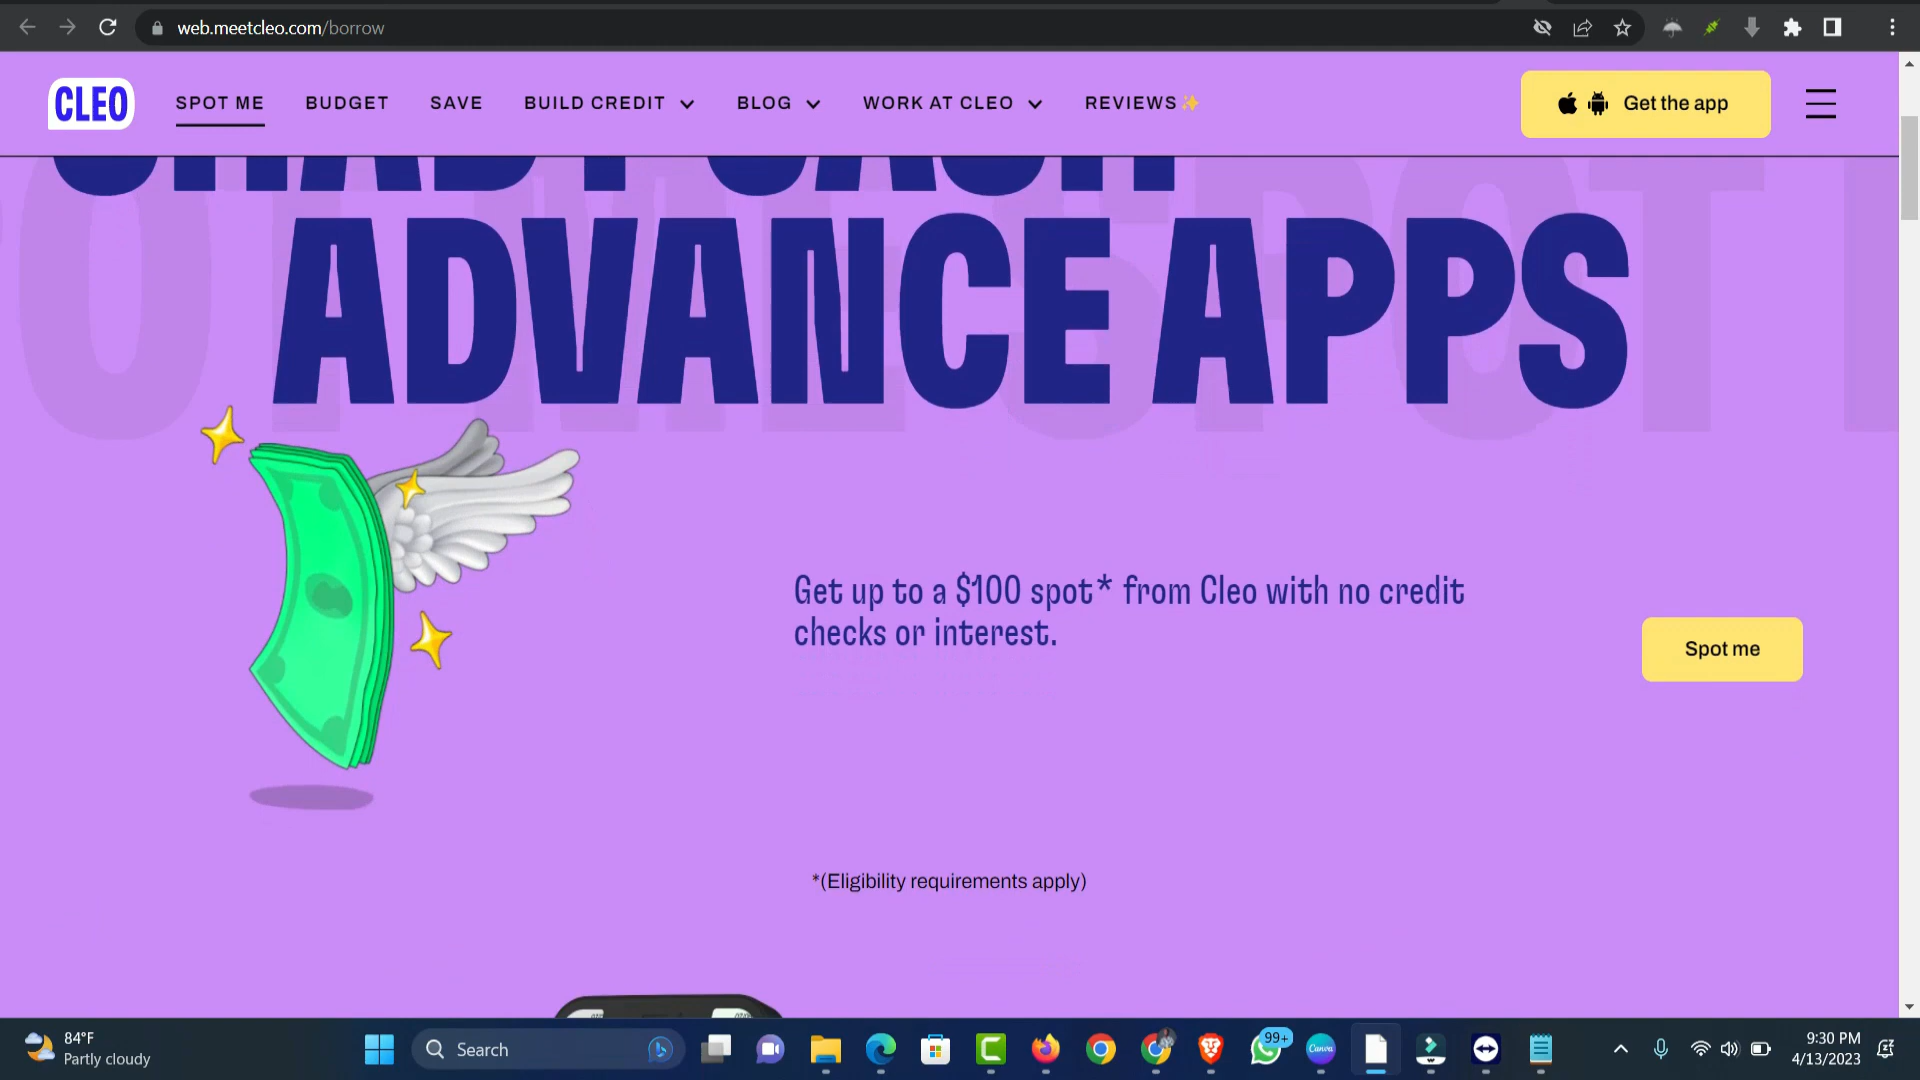 web.meetcleo.com/borrow
CLEO
SPOT ME
BUDGET
SAVE
BUILD CREDIT
BLOG
WORK AT CLEO
REVIEWS✨
Get the app
ADVANCE APPS
Get up to a $100 spot* from Cleo with no credit
checks or interest.
Spot me
*(Eligibility requirements apply)
84°F
Partly cloudy
Search
99+
Canva
9:30 PM
4/13/2023